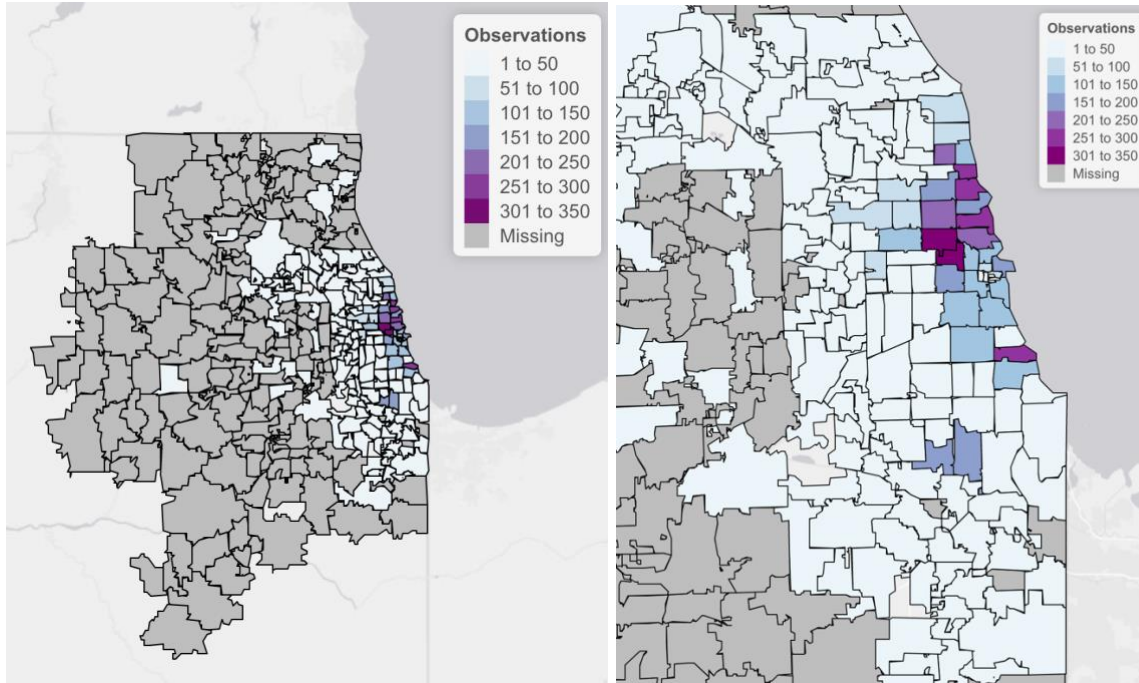 Observations
1 to 50
51 to 100
101 to 150
151 to 200
201 to 250
251 to 300
301 to 350
Missing
Observations
1 to 50
51 to 100
101 to 150
151 to 200
201 to 250
251 to 300
301 to 350
Missing